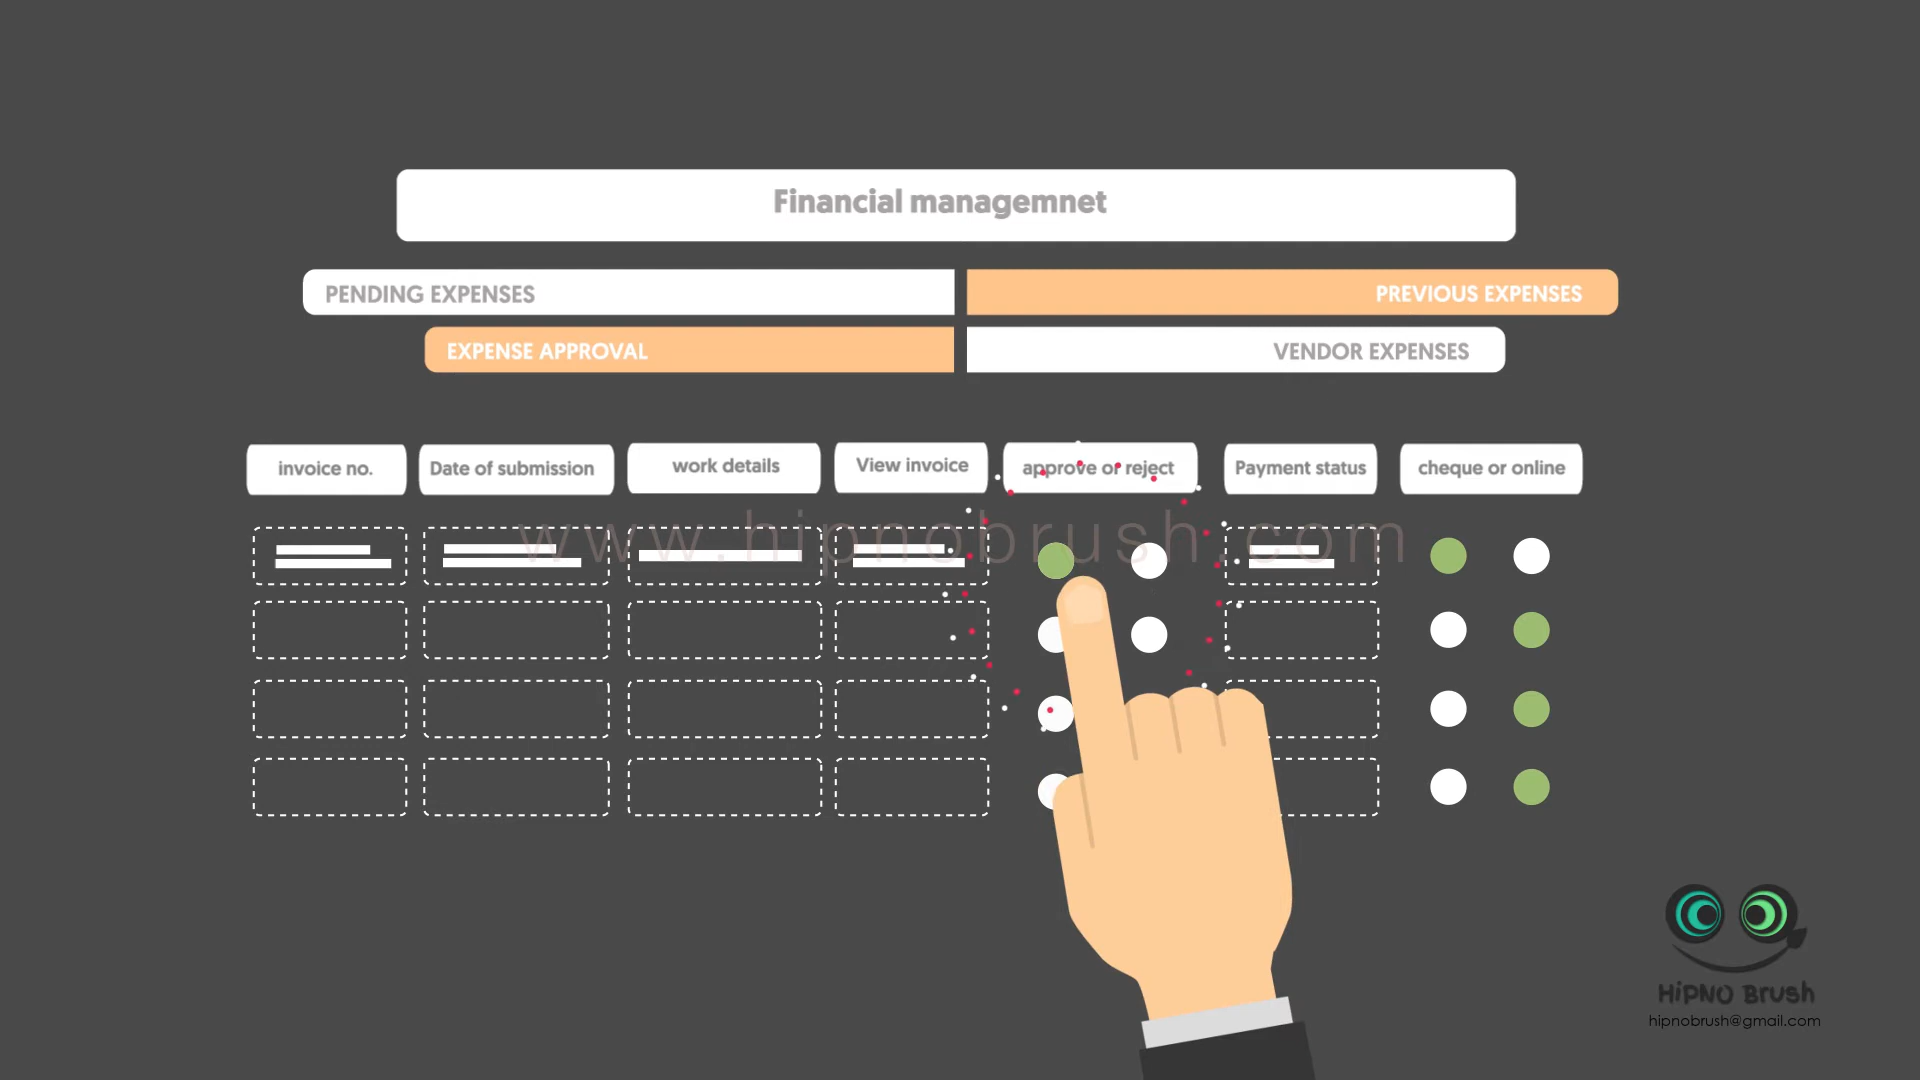 Financial managemnet
PENDING EXPENSES
PREVIOUS EXPENSES
EXPENSE APPROVAL
VENDOR EXPENSES
invoice no.
Date of submission
work details
View invoice
approve or reject
Payment status
cheque or online
www.hipnobrush.com
HiPNO Brush
hipnobrush@gmail.com